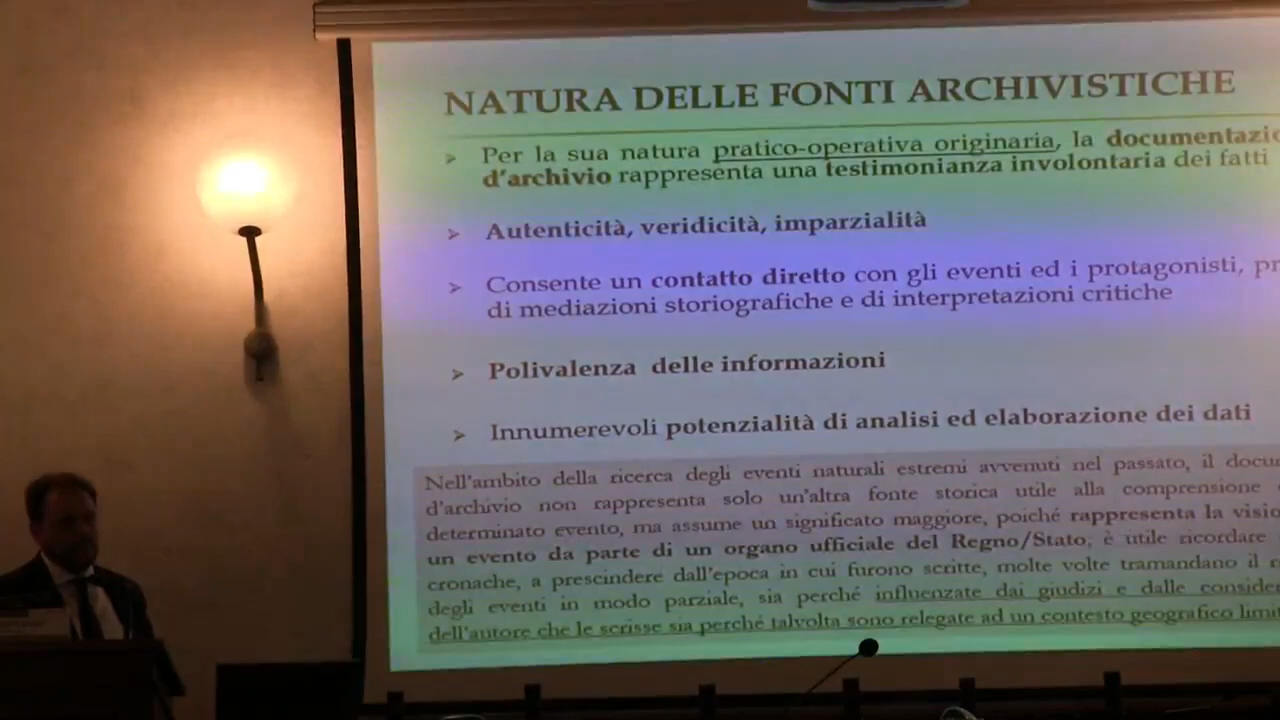 NATURA DELLE FONTI ARCHIVISTICHE
Per la sua natura pratico-operativa originaria, la documentazio
d'archivio rappresenta una testimonianza involontaria dei fatti
Autenticità, veridicità, imparzialità
Consente un contatto diretto con gli eventi ed i protagonisti, pr
di mediazioni storiografiche e di interpretazioni critiche
Polivalenza delle informazioni
Innumerevoli potenzialità di analisi ed elaborazione dei dati
Nell'ambito della ricerca degli eventi naturali estremi avvenuti nel passato, il docu
d'archivio non rappresenta solo un'altra fonte storica utile alla comprensione
determinato evento, ma assume un significato maggiore, poiché rappresenta la visio
un evento da parte di un organo ufficiale del Regno/Stato; è utile ricordare
cronache, a prescindere dall'epoca in cui furono scritte, molte volte tramandano il
degli eventi in modo parziale, sia perché influenzate dai giudizi e dalle consider
dell'autore che le scrisse sia perché talvolta sono relegate ad un contesto geografico limi